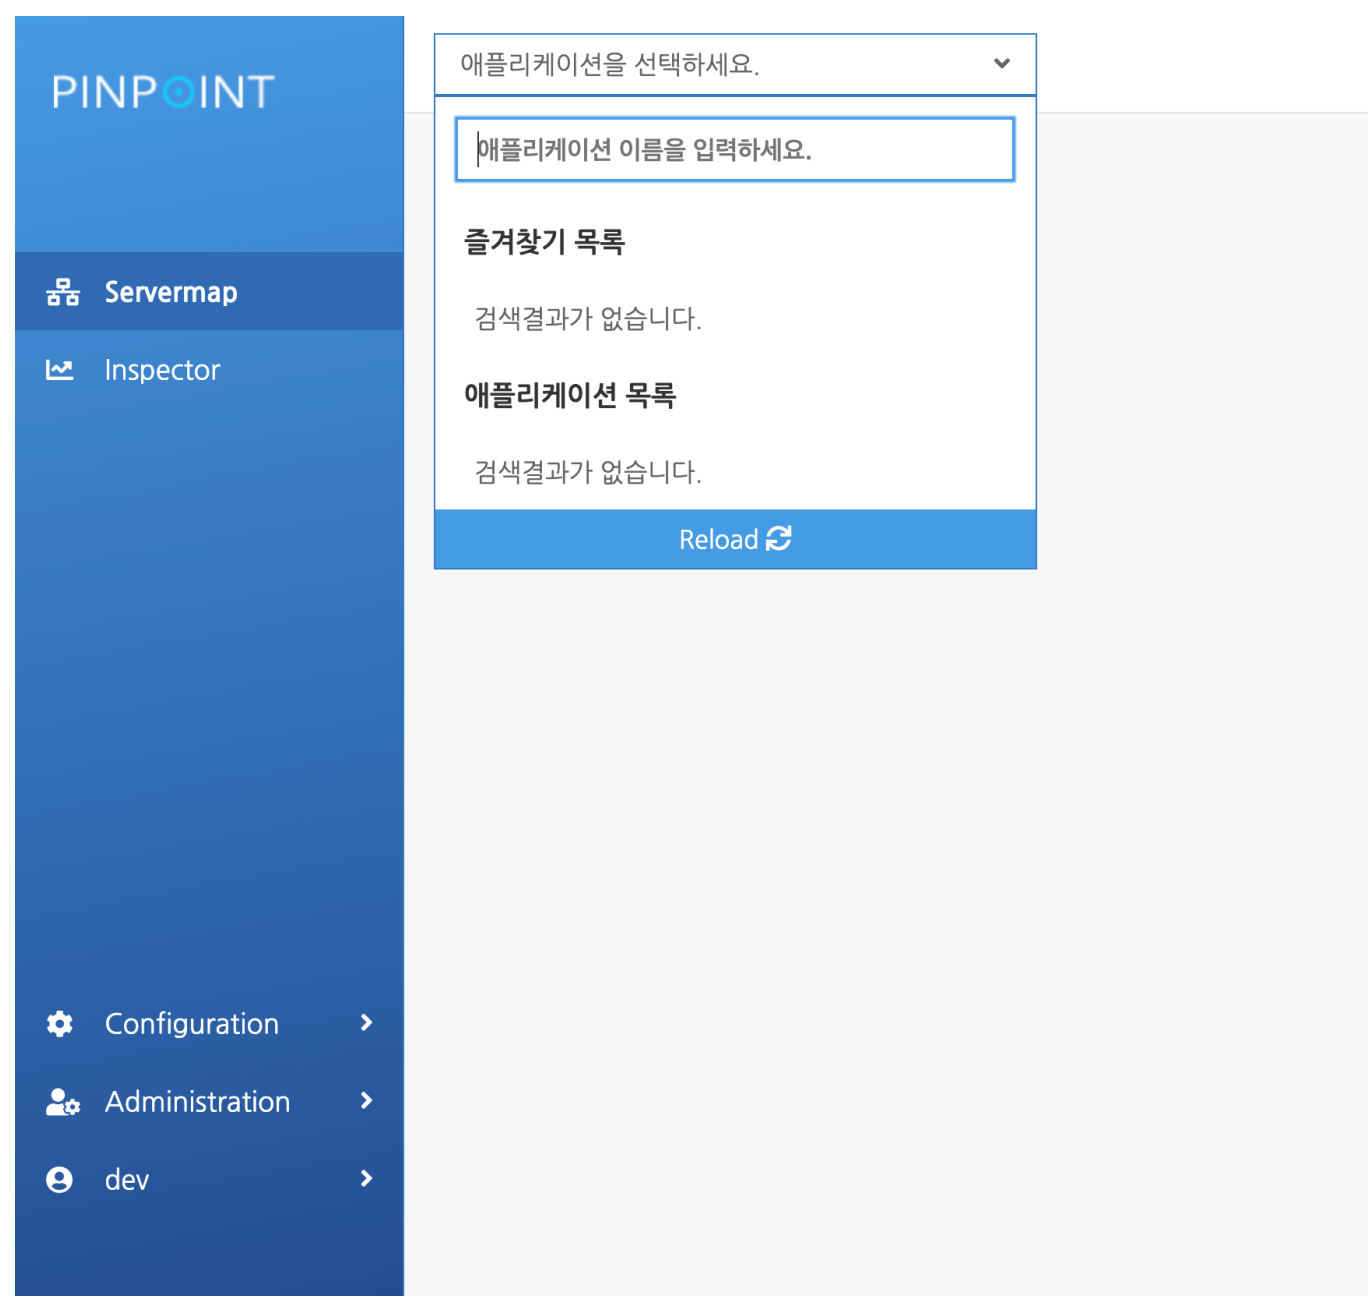 PINPOINT
Servermap
Inspector
Configuration
Administration
dev
애플리케이션을 선택하세요.
애플리케이션 이름을 입력하세요.
즐겨찾기 목록
검색결과가 없습니다.
애플리케이션 목록
검색결과가 없습니다.
Reload